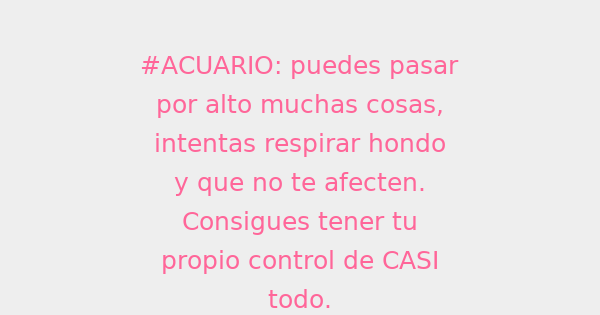 #ACUARIO: puedes pasar
por alto muchas cosas,
intentas respirar hondo
y que no te afecten.
Consigues tener tu
propio control de CASI
todo.